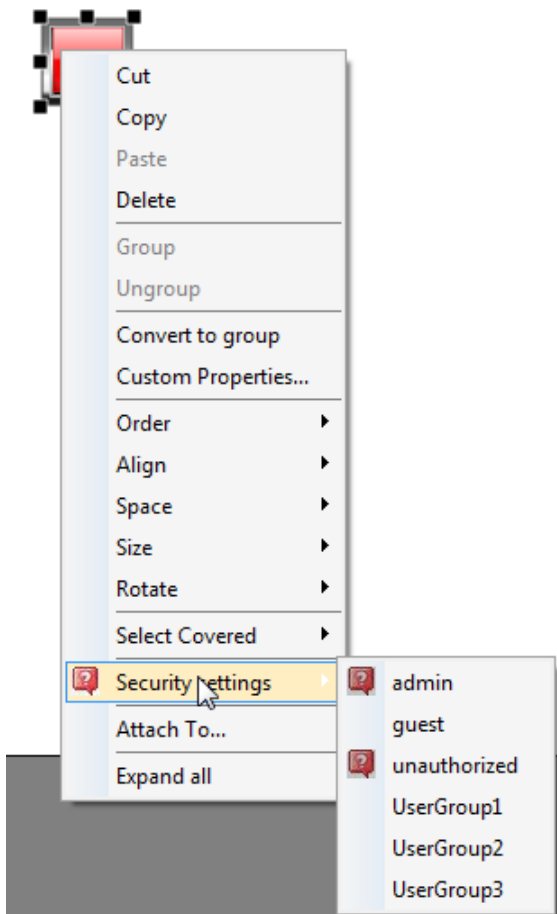 Cut
Copy
Paste
Delete
Group
Ungroup
Convert to group
Custom Properties...
Order
Align
Space
Size
Rotate
Select Covered
Security settings
Attach To...
Expand all
admin
guest
unauthorized
UserGroup1
UserGroup2
UserGroup3